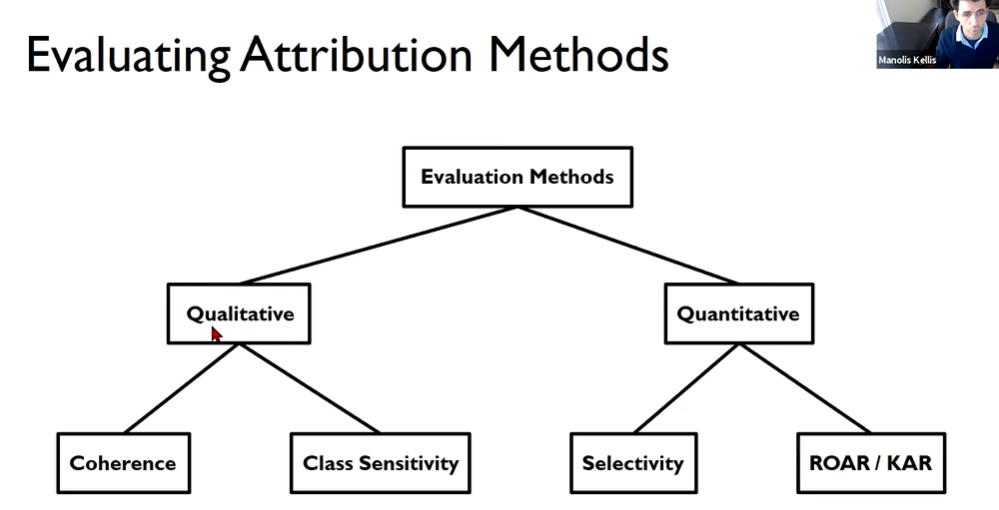 Evaluating Attribution Methods
Manolis Kellis
Evaluation Methods
Qualitative
Quantitative
Coherence
Class Sensitivity
Selectivity
ROAR / KAR